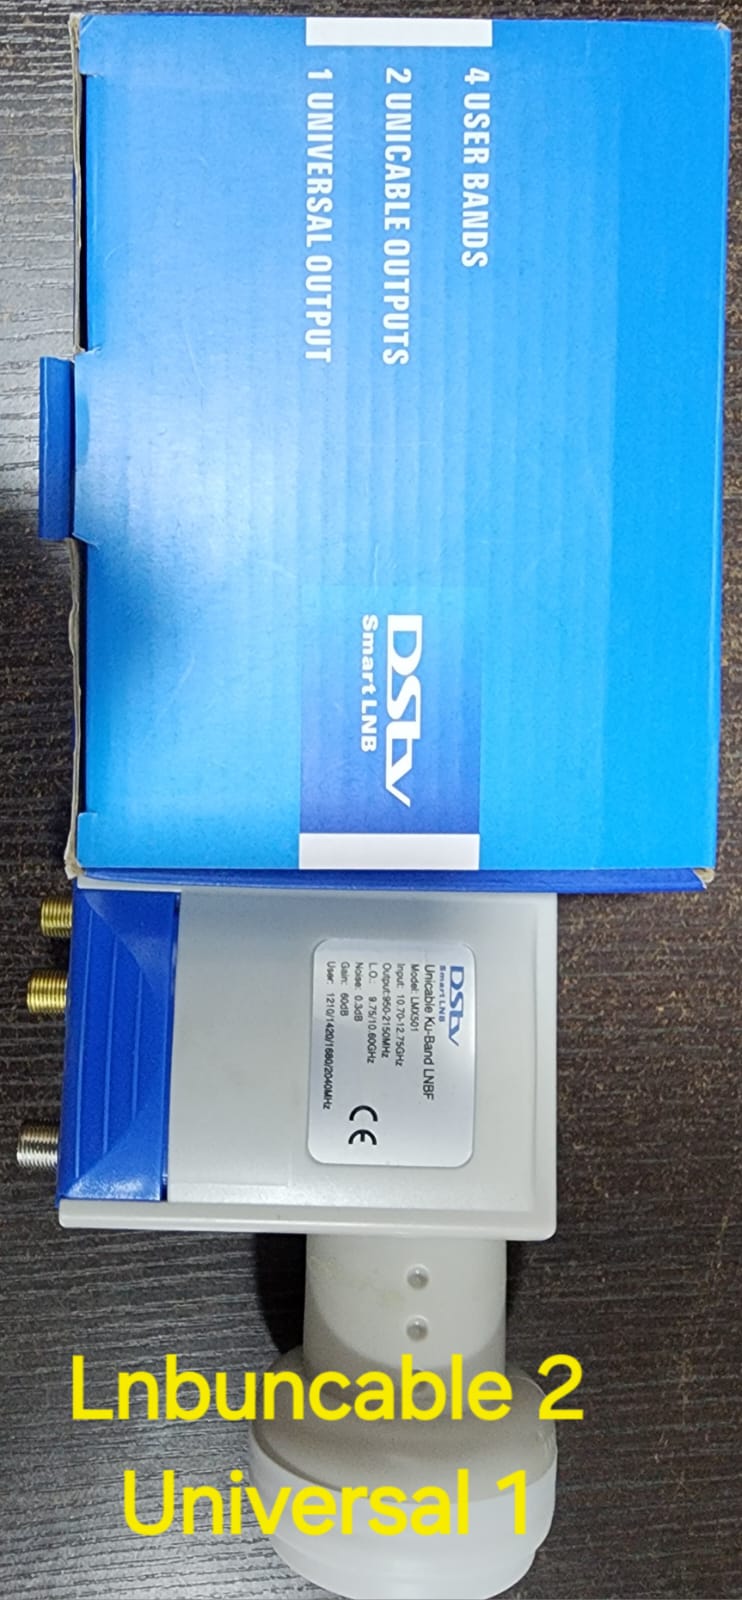 4 USER BANDS
2 UNICABLE OUTPUTS
1 UNIVERSAL OUTPUT
DStv
Smart LNB
DStv
Smart LNB
Unicable Ku-Band LNBF
Model: LMX501
Input: 10.70-12.75GHz
Output:950-2150MHz
L.O.: 9.75/10.60GHz
Noise: 0.3dB
Gain: 60dB
User: 1210/1420/1680/2040MHz
CE
Lnbuncable 2
Universal 1